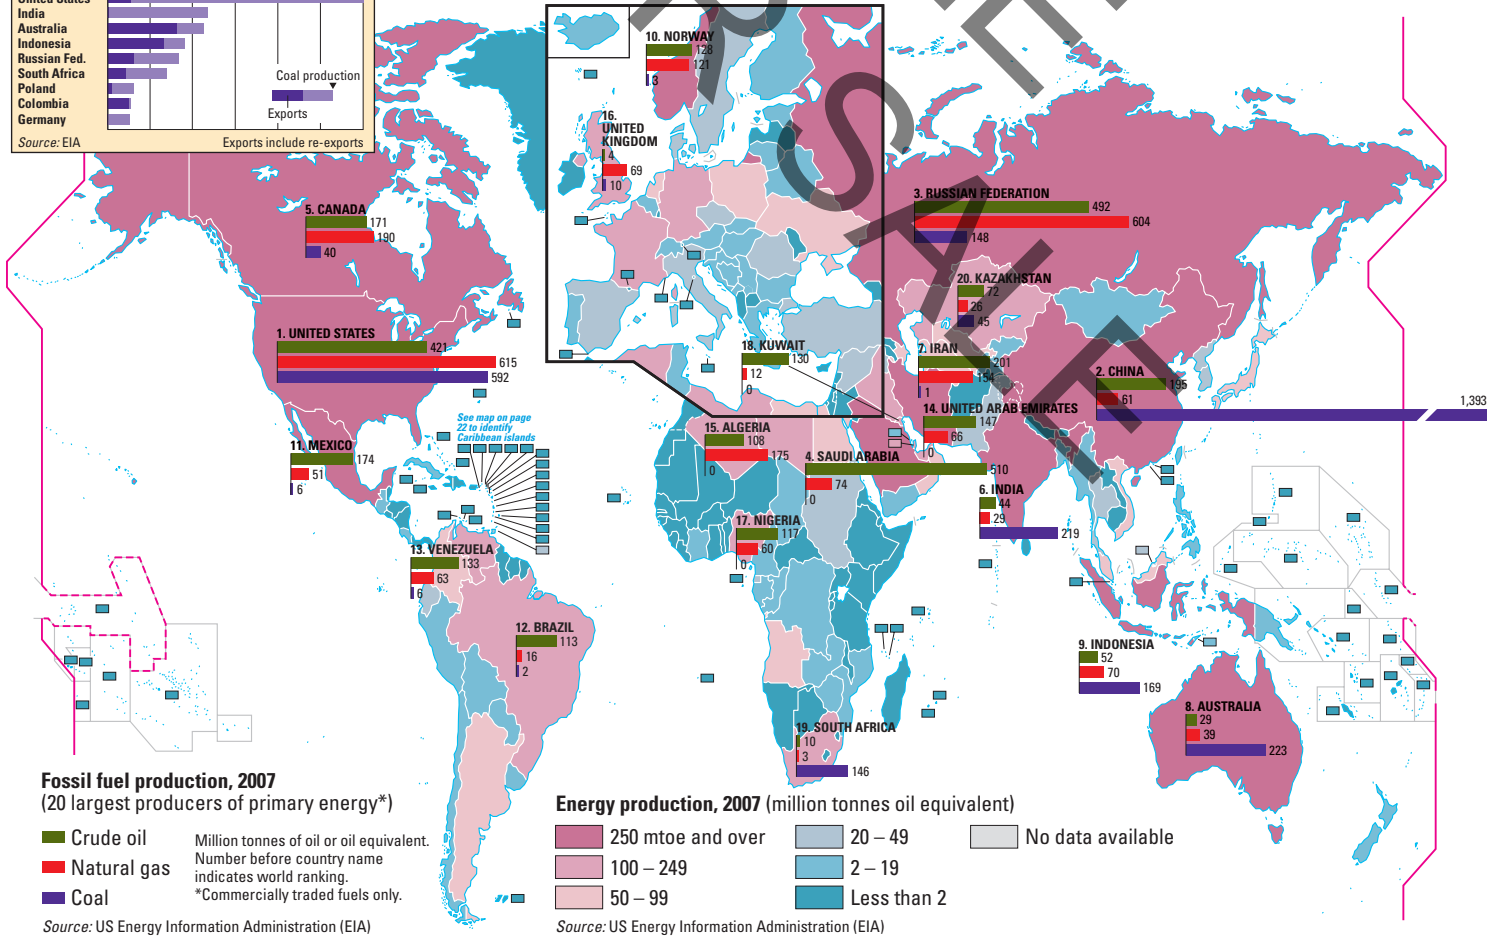 United States
India
Australia
Indonesia
Russian Fed.
South Africa
Poland
Colombia
Germany
Coal production
Exports
Source: EIA
Exports include re-exports
10. NORWAY
128
121
3
16.
UNITED
KINGDOM
4
69
10
3. RUSSIAN FEDERATION
492
604
148
5. CANADA
171
190
40
20. KAZAKHSTAN
72
26
45
1. UNITED STATES
421
615
592
18. KUWAIT
130
12
0
7. IRAN
201
154
1
2. CHINA
195
61
1,393
14. UNITED ARAB EMIRATES
147
66
0
See map on page
22 to identify
Caribbean islands
15. ALGERIA
108
175
0
11. MEXICO
174
51
6
4. SAUDI ARABIA
510
74
0
6. INDIA
44
29
219
17. NIGERIA
117
60
0
13. VENEZUELA
133
63
6
12. BRAZIL
113
16
2
9. INDONESIA
52
70
169
8. AUSTRALIA
29
39
223
19. SOUTH AFRICA
10
3
146
Fossil fuel production, 2007
(20 largest producers of primary energy*)
Crude oil
Natural gas
Coal
Million tonnes of oil or oil equivalent.
Number before country name
indicates world ranking.
*Commercially traded fuels only.
Source: US Energy Information Administration (EIA)
Energy production, 2007 (million tonnes oil equivalent)
250 mtoe and over
100 – 249
50 – 99
20 – 49
2 – 19
Less than 2
No data available
Source: US Energy Information Administration (EIA)
SALE